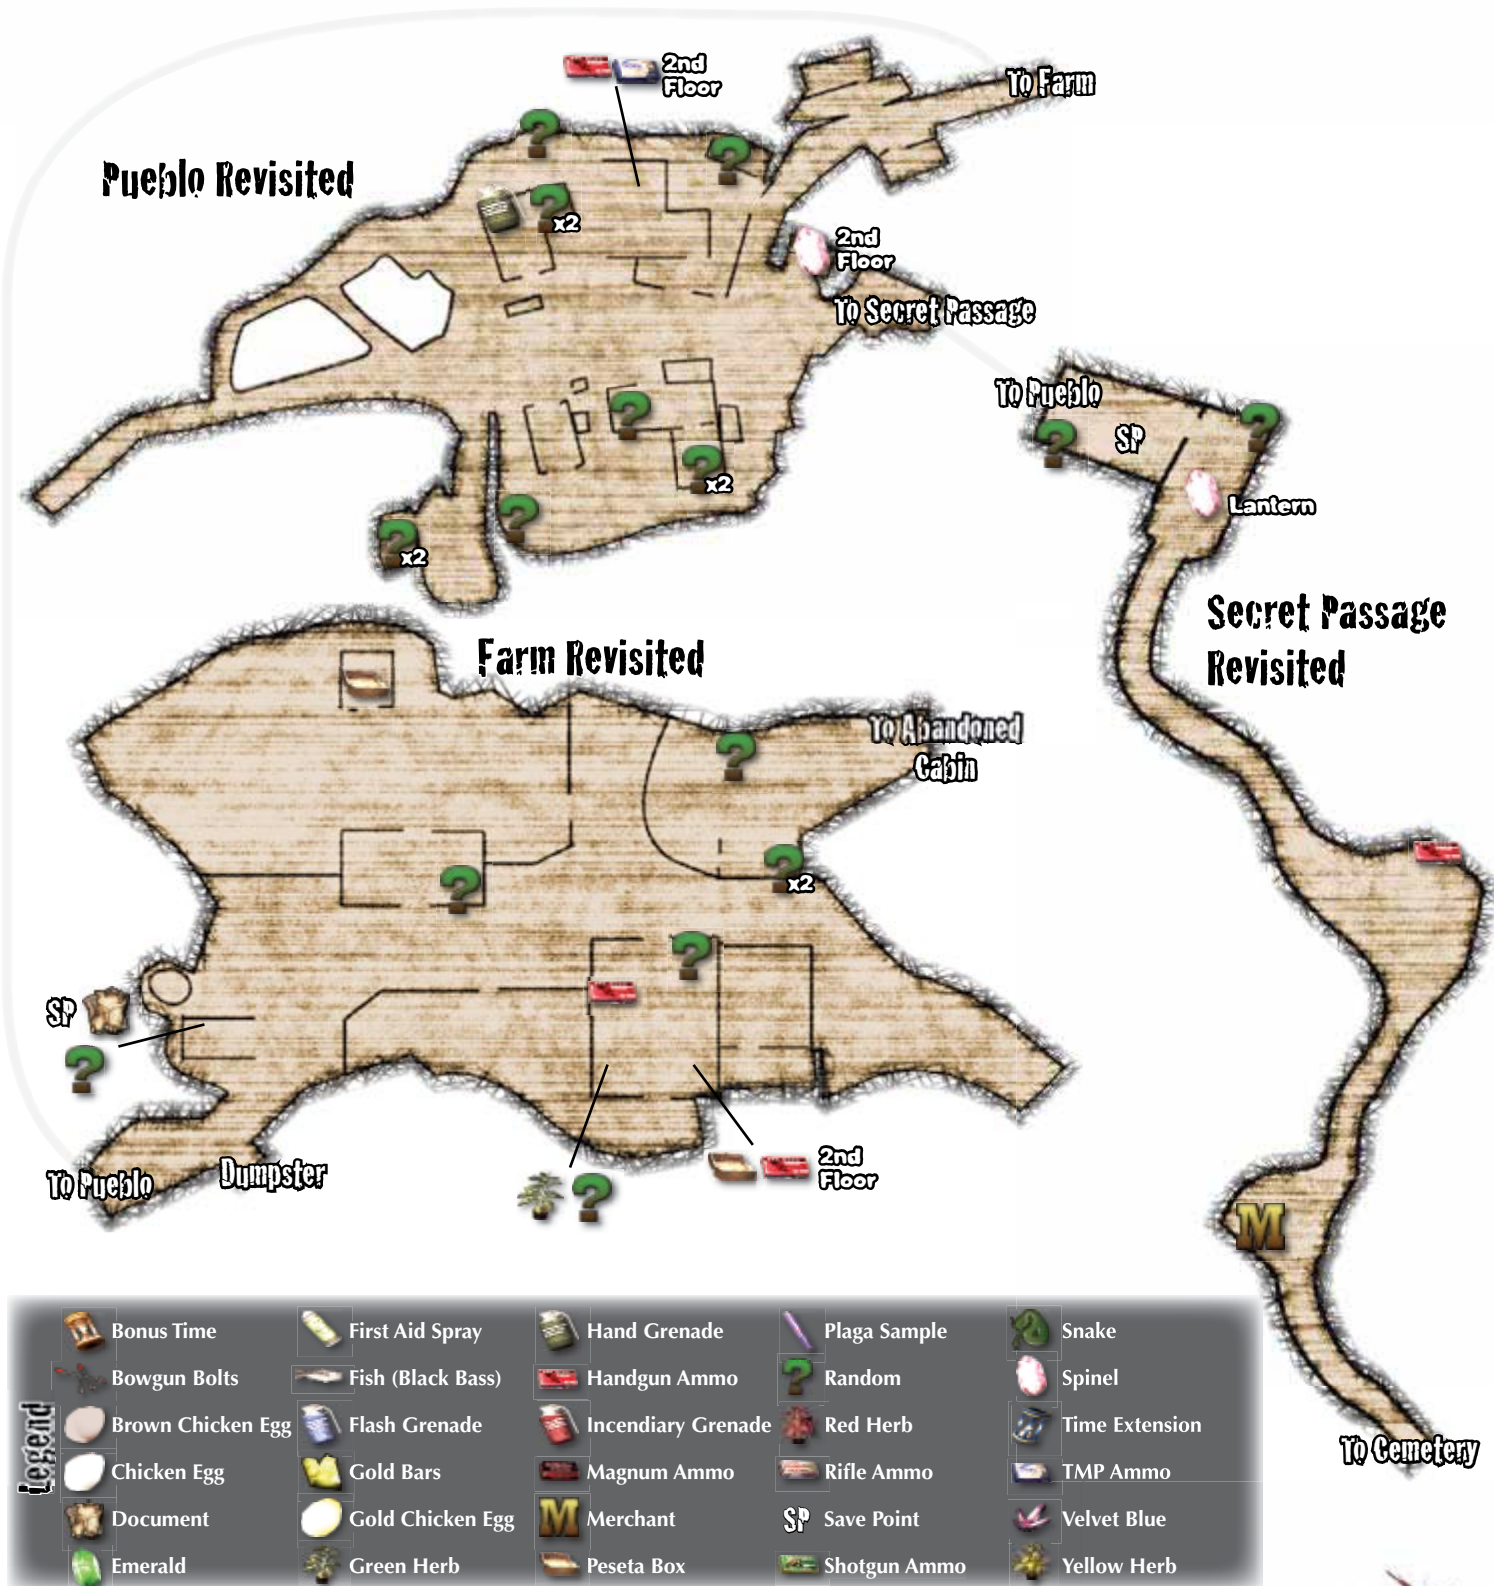 2nd
Floor
To Farm
Pueblo Revisited
x2
2nd
Floor
To Secret Passage
To Pueblo
SP
Lantern
x2
x2
Secret Passage
Revisited
Farm Revisited
To Abandoned
Cabin
x2
SP
To Pueblo
Dumpster
2nd
Floor
M
To Cemetery
Legend
Bonus Time
First Aid Spray
Hand Grenade
Plaga Sample
Snake
Bowgun Bolts
Fish (Black Bass)
Handgun Ammo
Random
Spinel
Brown Chicken Egg
Flash Grenade
Incendiary Grenade
Red Herb
Time Extension
Chicken Egg
Gold Bars
Magnum Ammo
Rifle Ammo
TMP Ammo
Document
Gold Chicken Egg
M Merchant
SP Save Point
Velvet Blue
Emerald
Green Herb
Peseta Box
Shotgun Ammo
Yellow Herb